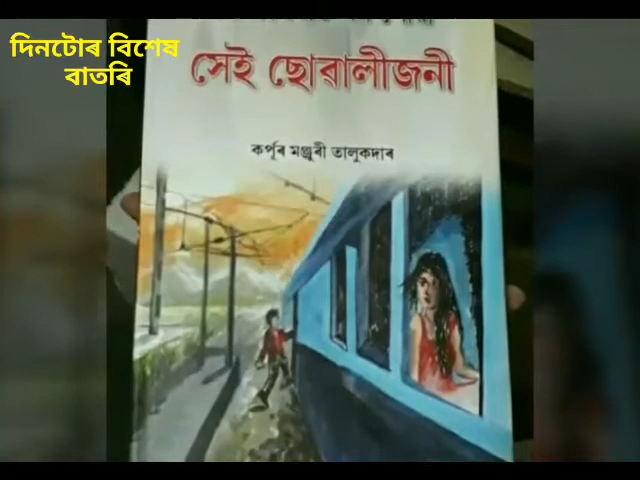 দিনটোৰ বিশেষ
বাতৰি
সেই ছোৱালীজনী
কৰ্পূৰ মঞ্জুৰী তালুকদাৰ